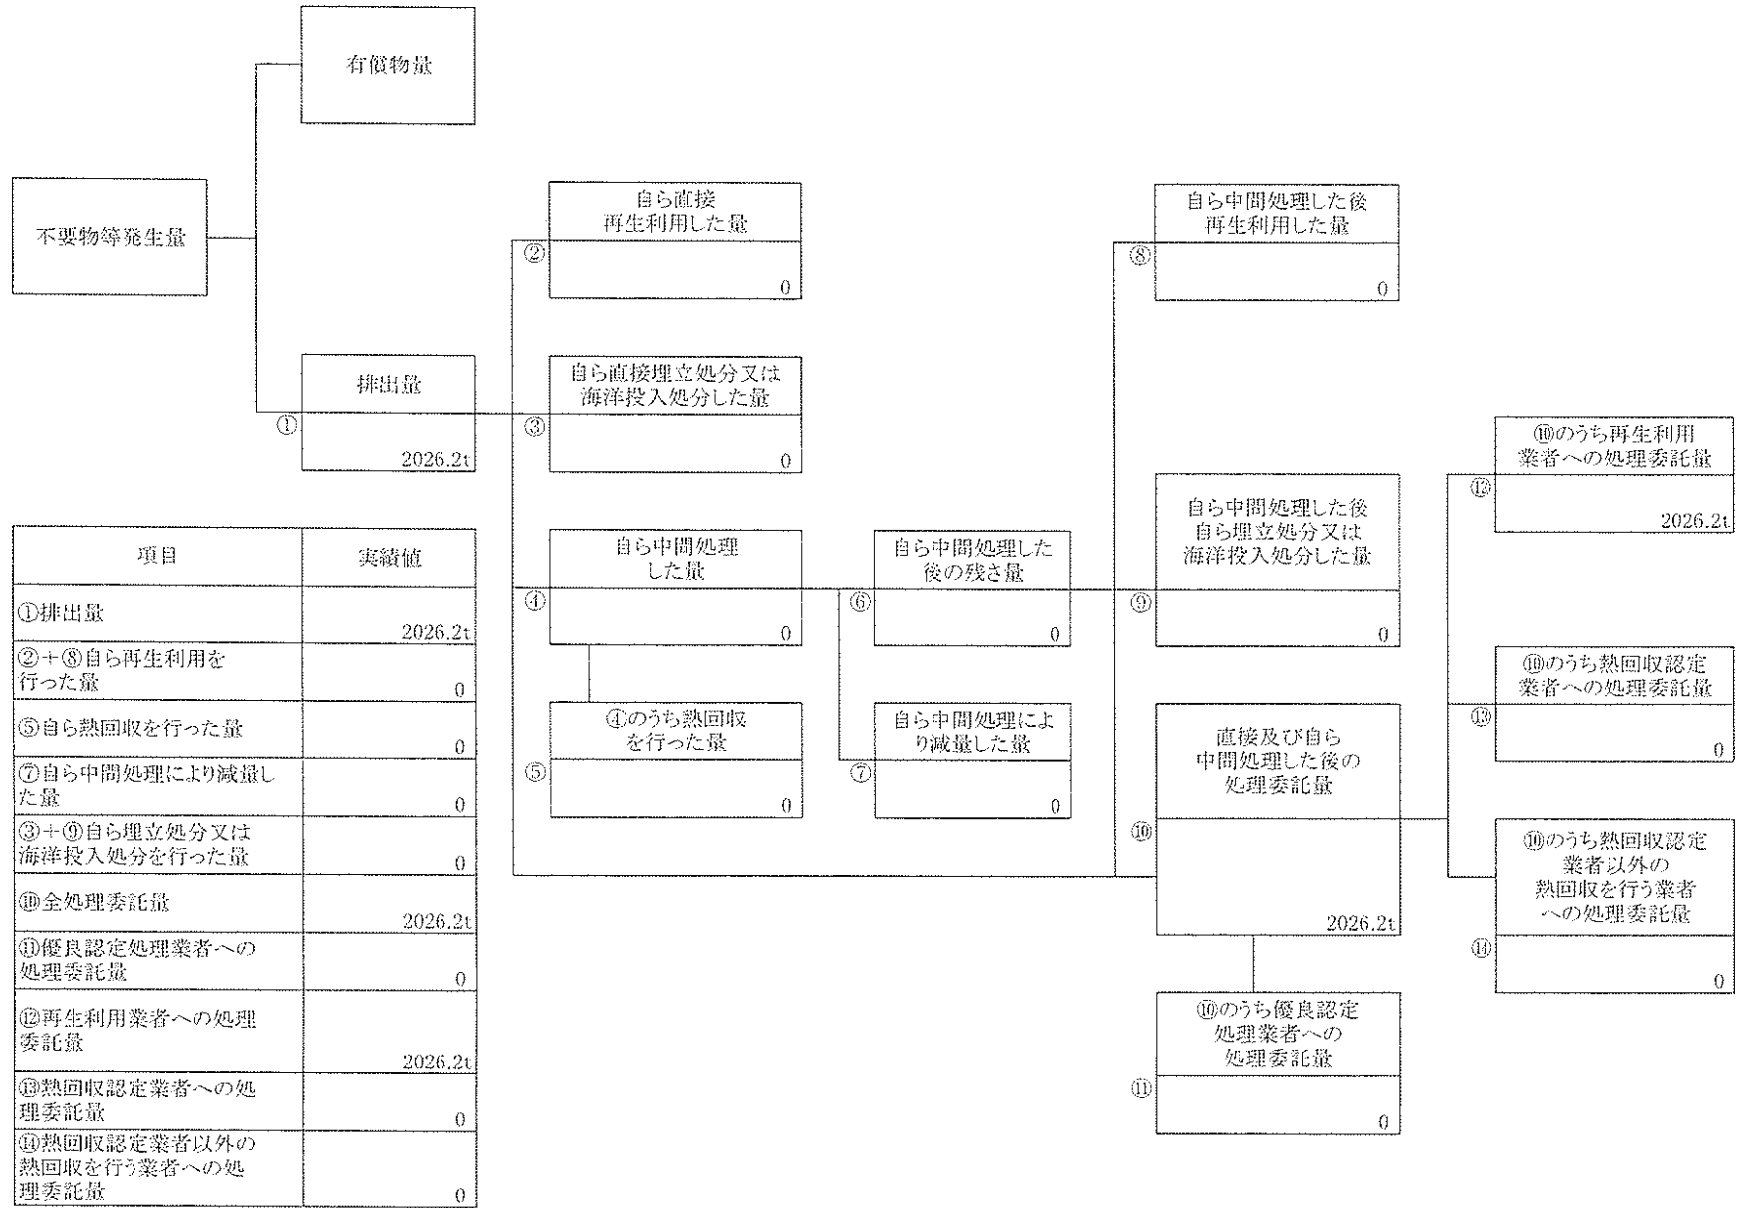 有償物量
不要物等発生量
排出量
①
2026.2t
自ら直接
再生利用した量
②
0
自ら直接埋立処分又は
海洋投入処分した量
③
0
自ら中間処理
した量
④
0
④のうち熱回収
を行った量
⑤
0
自ら中間処理した
後の残さ量
⑥
0
自ら中間処理によ
り減量した量
⑦
0
自ら中間処理した後
再生利用した量
⑧
0
自ら中間処理した後
自ら埋立処分又は
海洋投入処分した量
⑨
0
直接及び自ら
中間処理した後の
処理委託量
⑩
2026.2t
⑩のうち優良認定
処理業者への
処理委託量
⑪
0
⑩のうち再生利用
業者への処理委託量
⑫
2026.2t
⑩のうち熱回収認定
業者への処理委託量
⑬
0
⑩のうち熱回収認定
業者以外の
熱回収を行う業者
への処理委託量
⑭
0
項目
実績値
①排出量
2026.2t
②+⑧自ら再生利用を
行った量
0
⑤自ら熱回収を行った量
0
⑦自ら中間処理により減量し
た量
0
③+⑨自ら埋立処分又は
海洋投入処分を行った量
0
⑩全処理委託量
2026.2t
⑪優良認定処理業者への
処理委託量
0
⑫再生利用業者への処理
委託量
2026.2t
⑬熱回収認定業者への処
理委託量
0
⑭熱回収認定業者以外の
熱回収を行う業者への処
理委託量
0